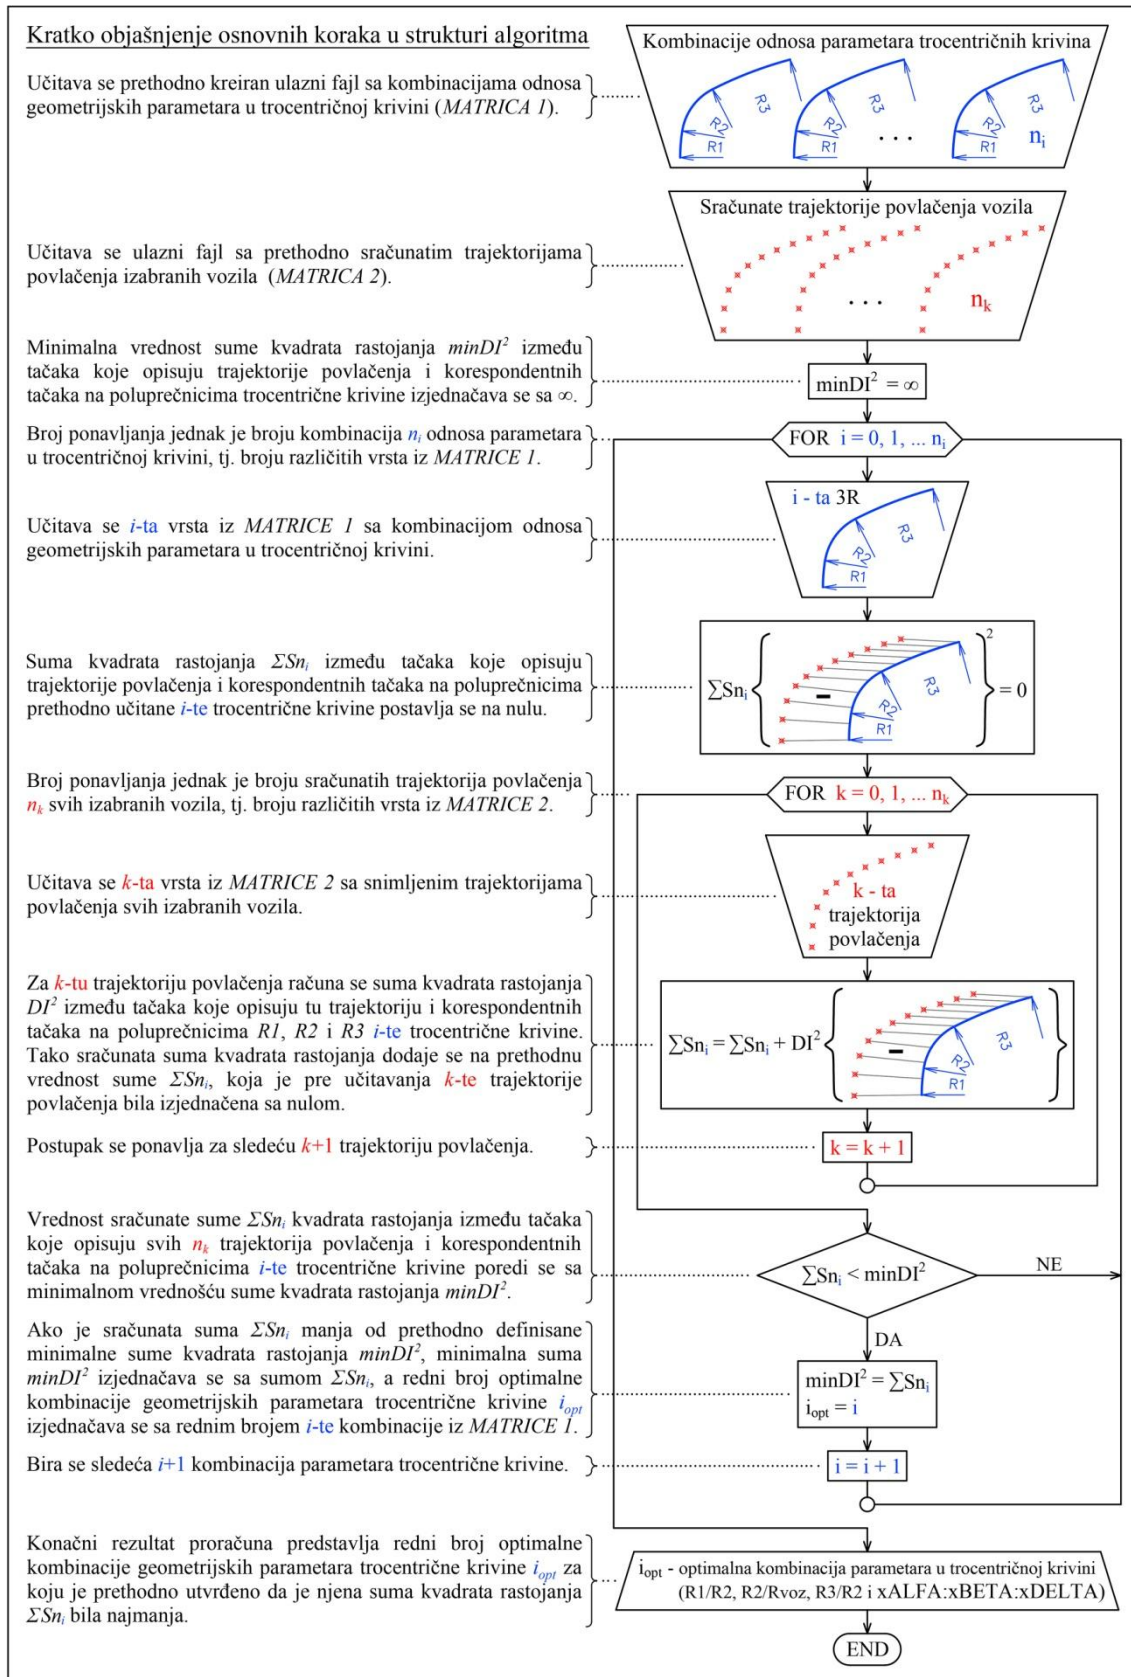 Kratko objašnjenje osnovnih koraka u strukturi algoritma
Kombinacije odnosa parametara trocentričnih krivina
R1
R2
R3
R1
R2
R3
. . .
R1
R2
R3
ni
Učitava se prethodno kreiran ulazni fajl sa kombinacijama odnosa
geometrijskih parametara u trocentričnoj krivini (MATRICA 1).
Sračunate trajektorije povlačenja vozila
. . .
nk
Učitava se ulazni fajl sa prethodno sračunatim trajektorijama
povlačenja izabranih vozila (MATRICA 2).
Minimalna vrednost sume kvadrata rastojanja minDI² između
tačaka koje opisuju trajektorije povlačenja i korespondentnih
tačaka na poluprečnicima trocentrične krivine izjednačava se sa ∞.
minDI² = ∞
Broj ponavljanja jednak je broju kombinacija ni odnosa parametara
u trocentričnoj krivini, tj. broju različitih vrsta iz MATRICE 1.
FOR i = 0, 1, ... ni
Učitava se i-ta vrsta iz MATRICE 1 sa kombinacijom odnosa
geometrijskih parametara u trocentričnoj krivini.
i - ta 3R
R1
R2
R3
Suma kvadrata rastojanja ΣSni između tačaka koje opisuju
trajektorije povlačenja i korespondentnih tačaka na poluprečnicima
prethodno učitane i-te trocentrične krivine postavlja se na nulu.
∑Sni { - R1 R2 R3 }² = 0
Broj ponavljanja jednak je broju sračunatih trajektorija povlačenja
nk svih izabranih vozila, tj. broju različitih vrsta iz MATRICE 2.
FOR k = 0, 1, ... nk
Učitava se k-ta vrsta iz MATRICE 2 sa snimljenim trajektorijama
povlačenja svih izabranih vozila.
k - ta
trajektorija
povlačenja
Za k-tu trajektoriju povlačenja računa se suma kvadrata rastojanja
DI² između tačaka koje opisuju tu trajektoriju i korespondentnih
tačaka na poluprečnicima R1, R2 i R3 i-te trocentrične krivine.
Tako sračunata suma kvadrata rastojanja dodaje se na prethodnu
vrednost sume ΣSni, koja je pre učitavanja k-te trajektorije
povlačenja bila izjednačena sa nulom.
∑Sni = ∑Sni + DI² { - R1 R2 R3 }
Postupak se ponavlja za sledeću k+1 trajektoriju povlačenja.
k = k + 1
Vrednost sračunate sume ΣSni kvadrata rastojanja između tačaka
koje opisuju svih nk trajektorija povlačenja i korespondentnih
tačaka na poluprečnicima i-te trocentrične krivine poredi se sa
minimalnom vrednošću sume kvadrata rastojanja minDI².
∑Sni < minDI²
NE
DA
Ako je sračunata suma ΣSni manja od prethodno definisane
minimalne sume kvadrata rastojanja minDI², minimalna suma
minDI² izjednačava se sa sumom ΣSni, a redni broj optimalne
kombinacije geometrijskih parametara trocentrične krivine iopt
izjednačava se sa rednim brojem i-te kombinacije iz MATRICE 1.
minDI² = ∑Sni
iopt = i
Bira se sledeća i+1 kombinacija parametara trocentrične krivine.
i = i + 1
Konačni rezultat proračuna predstavlja redni broj optimalne
kombinacije geometrijskih parametara trocentrične krivine iopt za
koju je prethodno utvrđeno da je njena suma kvadrata rastojanja
ΣSni bila najmanja.
iopt - optimalna kombinacija parametara u trocentričnoj krivini
(R1/R2, R2/Rvoz, R3/R2 i xALFA:xBETA:xDELTA)
END